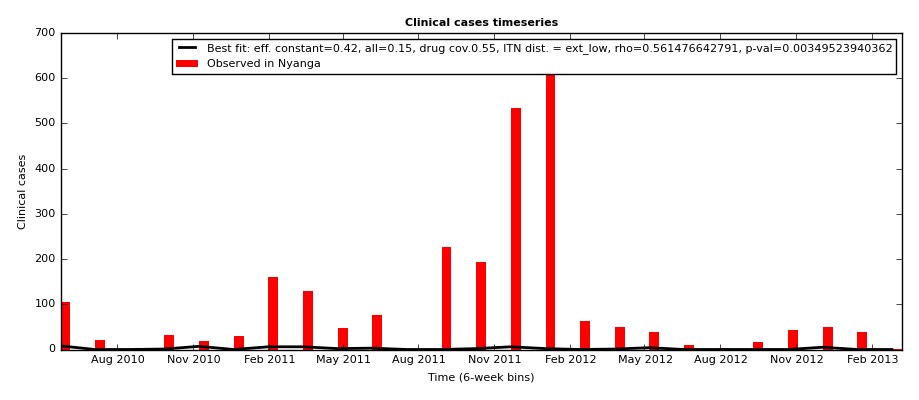 Clinical cases timeseries
700
600
500
400
300
200
100
0
Clinical cases
Best fit: eff. constant=0.42, all=0.15, drug cov.0.55, ITN dist. = ext_low, rho=0.561476642791, p-val=0.00349523940362
Observed in Nyanga
Aug 2010 Nov 2010 Feb 2011 May 2011 Aug 2011 Nov 2011 Feb 2012 May 2012 Aug 2012 Nov 2012 Feb 2013
Time (6-week bins)